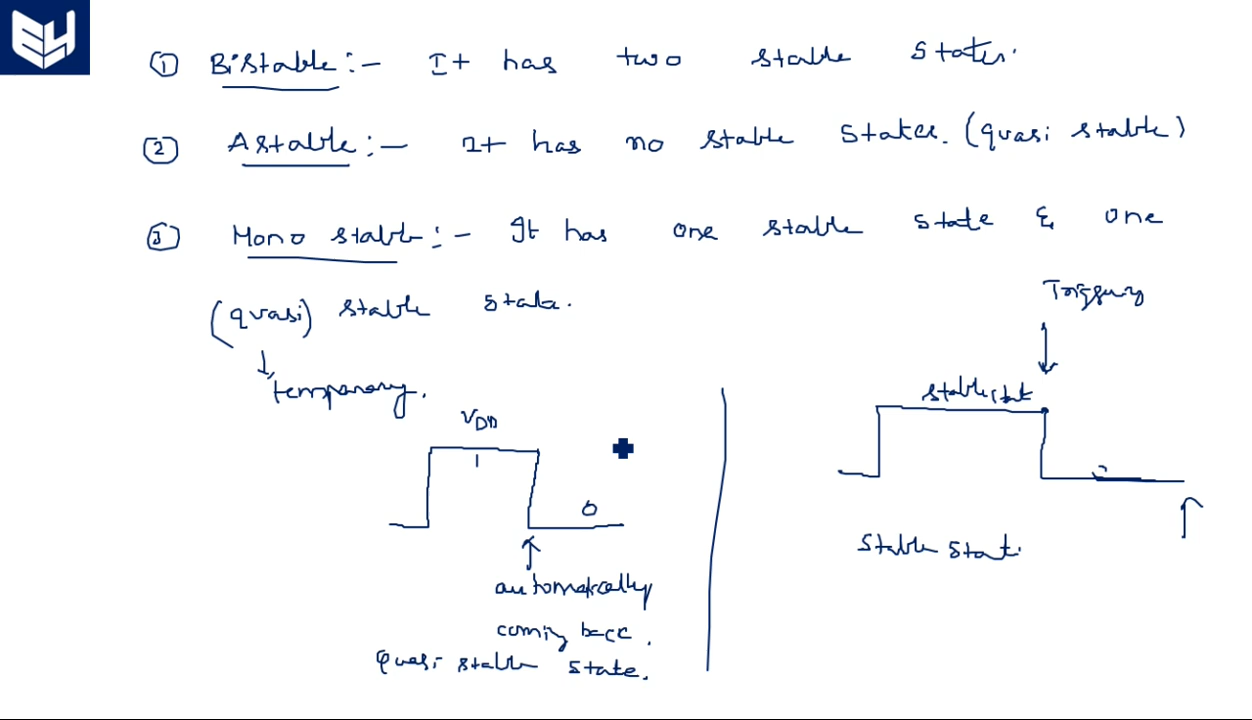 ① Bistable :- It has two stable states.
② Astable :- It has no stable states. (quasi stable)
③ Mono stable :- It has one stable state & one
(quasi) stable state.
temporary.
Triggering
VDD
1
0
automatically
coming back.
Quasi stable state.
stable state
Stable State